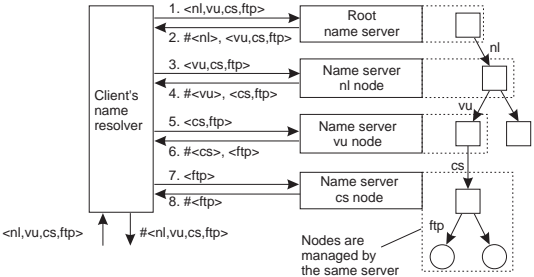 1. <nl,vu,cs,ftp>
Root
name server
2. #<nl>, <vu,cs,ftp>
nl
3. <vu,cs,ftp>
Name server
nl node
4. #<vu>, <cs,ftp>
Client's
name
resolver
vu
5. <cs,ftp>
Name server
vu node
6. #<cs>, <ftp>
cs
7. <ftp>
Name server
cs node
8. #<ftp>
ftp
<nl,vu,cs,ftp>
#<nl,vu,cs,ftp>
Nodes are
managed by
the same server